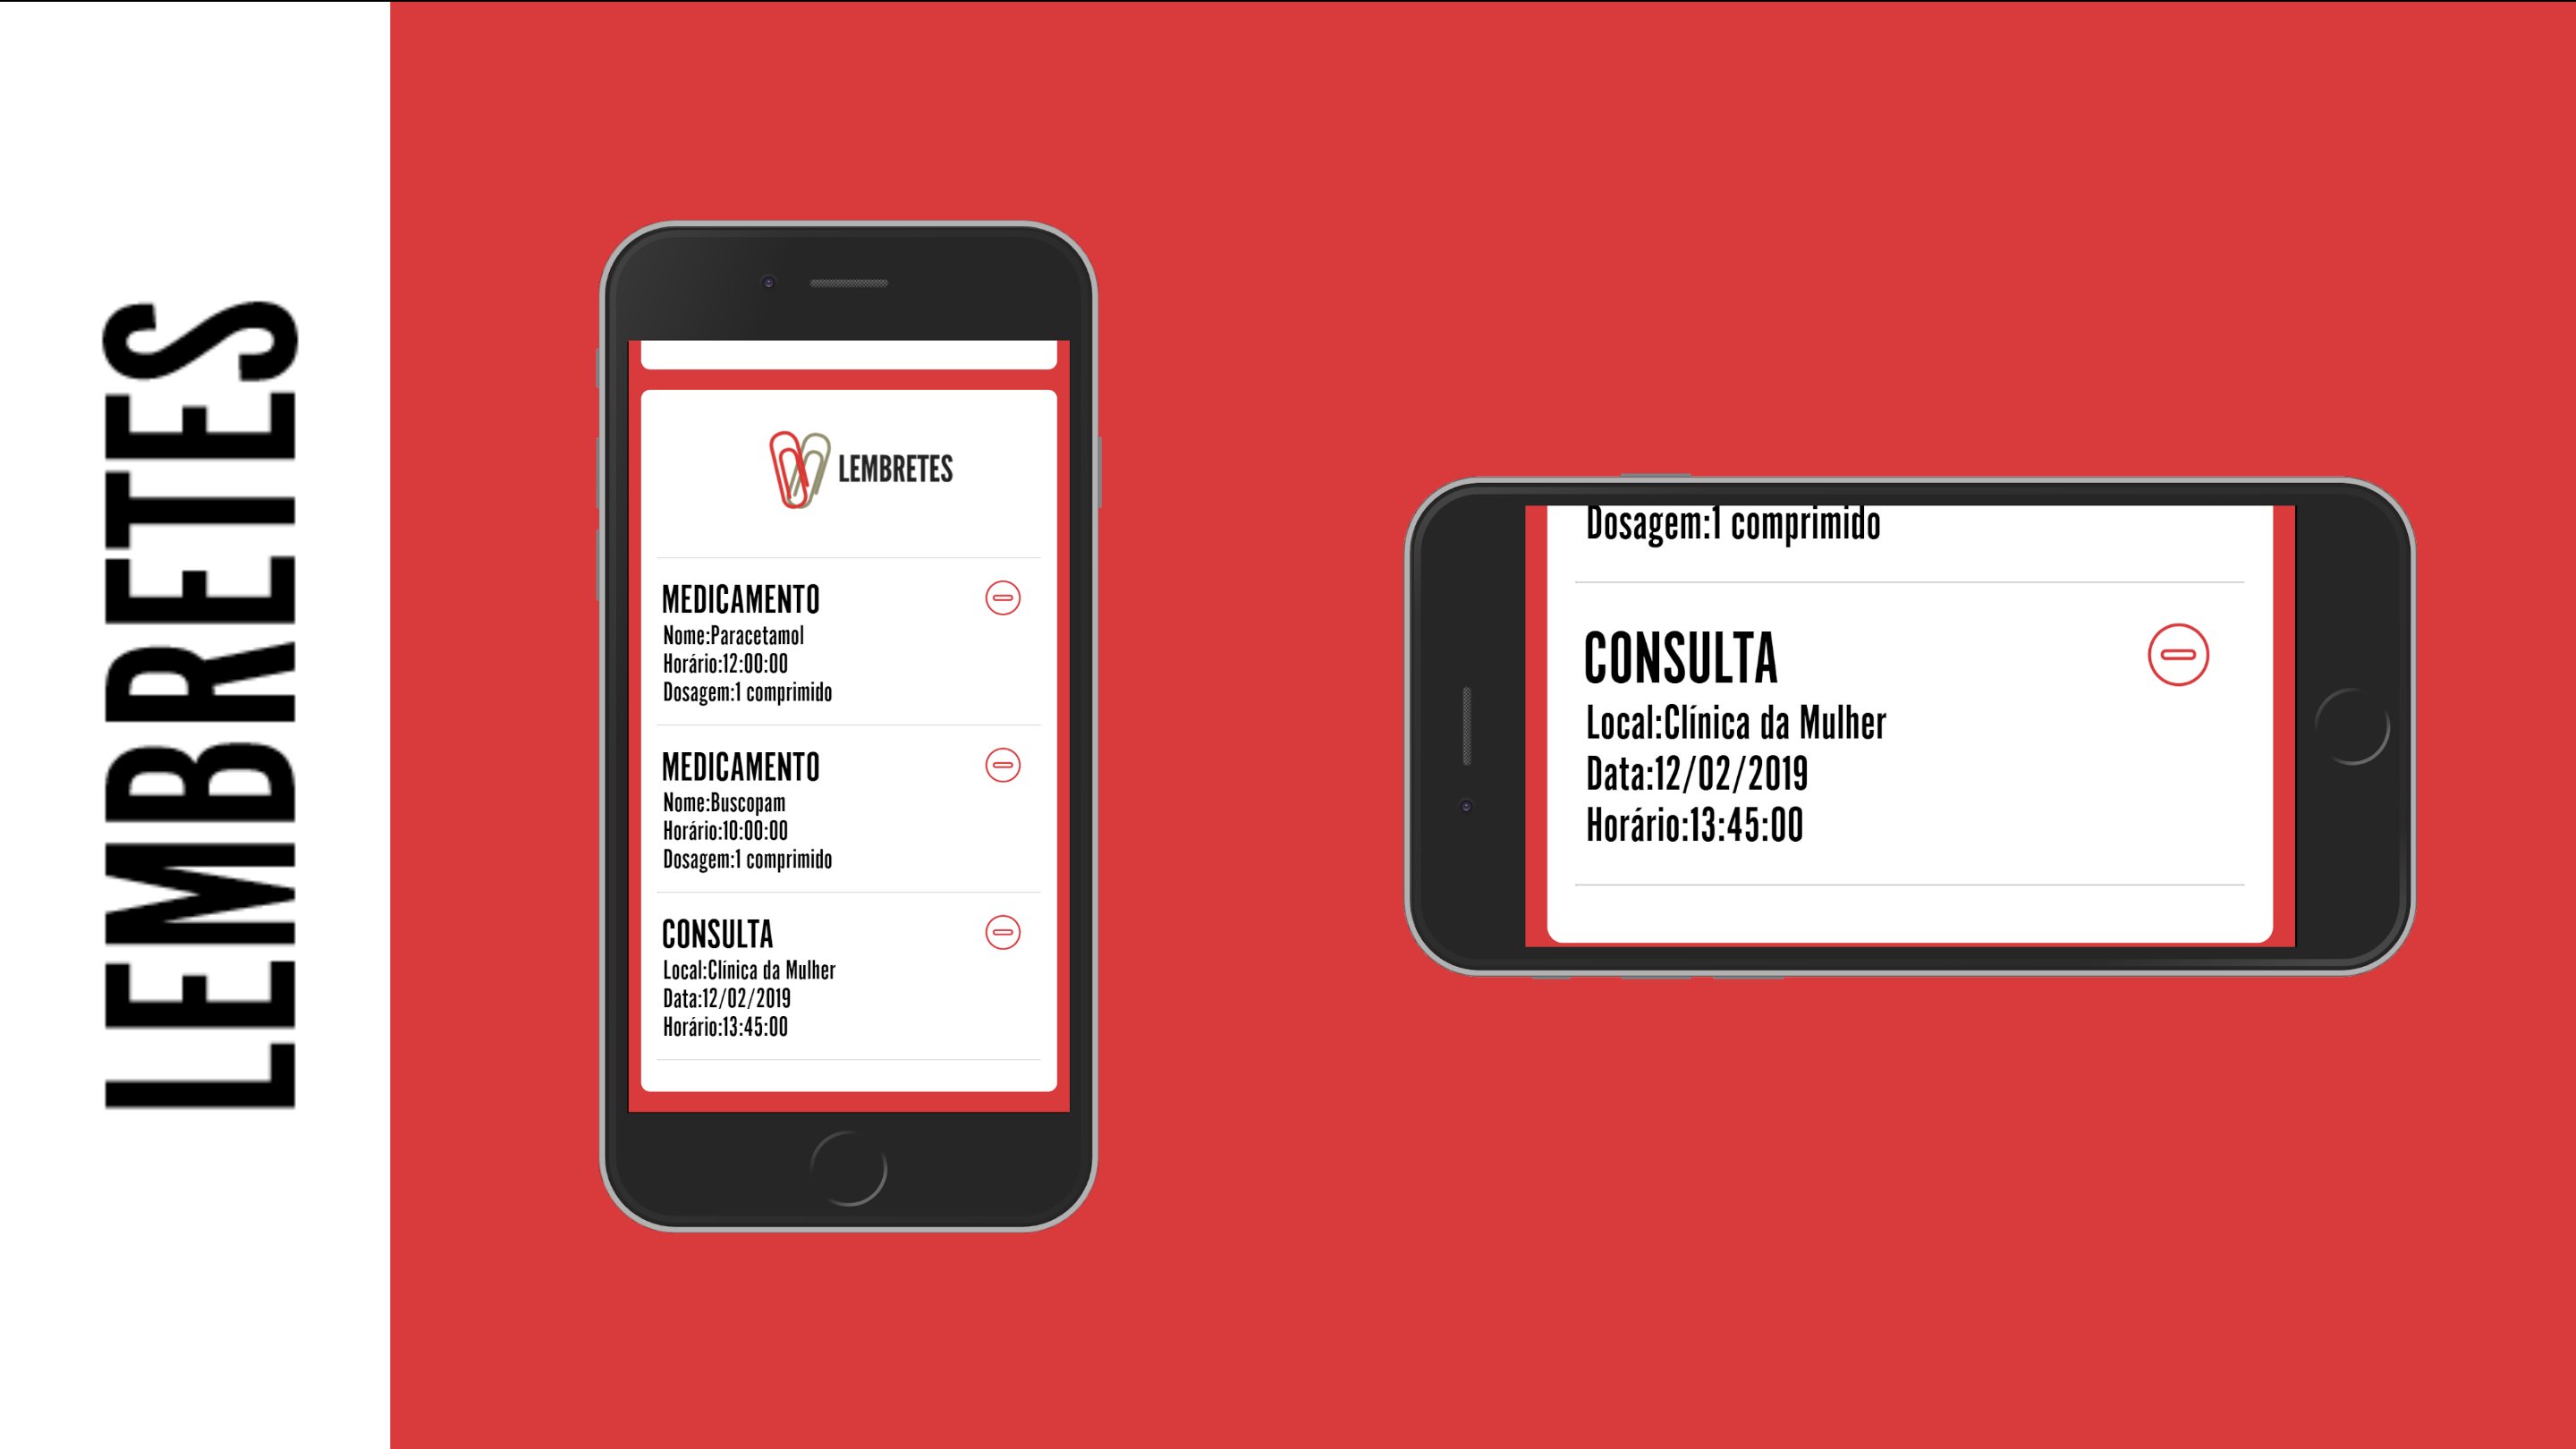 LEMBRETES
LEMBRETES
MEDICAMENTO
Nome:Paracetamol
Horário:12:00:00
Dosagem:1 comprimido
MEDICAMENTO
Nome:Buscopam
Horário:10:00:00
Dosagem:1 comprimido
CONSULTA
Local:Clínica da Mulher
Data:12/02/2019
Horário:13:45:00
Dosagem:1 comprimido
CONSULTA
Local:Clínica da Mulher
Data:12/02/2019
Horário:13:45:00